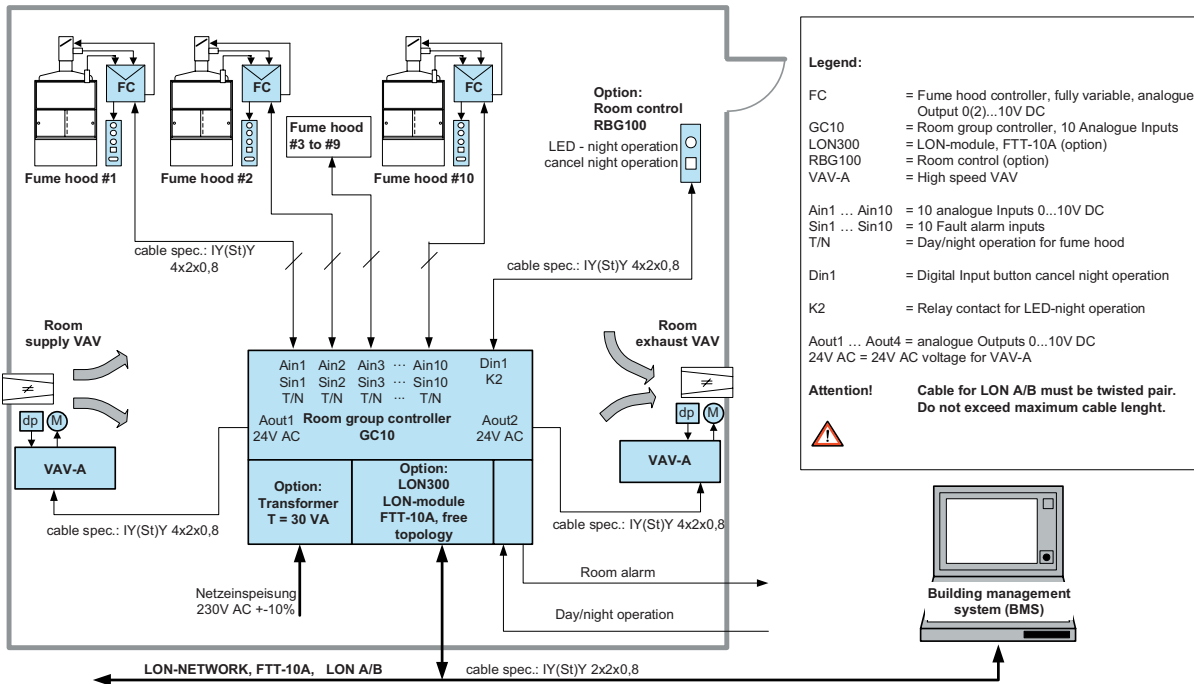 FC
FC
FC
Fume hood #1
Fume hood #2
Fume hood
#3 to #9
Fume hood #10
Option:
Room control
RBG100
LED - night operation
cancel night operation
cable spec.: IY(St)Y
4x2x0,8
cable spec.: IY(St)Y 4x2x0,8
Room
supply VAV
≠
dp M
VAV-A
cable spec.: IY(St)Y 4x2x0,8
Room
exhaust VAV
≠
dp M
VAV-A
cable spec.: IY(St)Y 4x2x0,8
Ain1 Ain2 Ain3 ··· Ain10 Din1
Sin1 Sin2 Sin3 ··· Sin10 K2
T/N T/N T/N ··· T/N
Aout1 Room group controller Aout2
24V AC GC10 24V AC
Option:
Transformer
T = 30 VA
Option:
LON300
LON-module
FTT-10A, free
topology
Netzeinspeisung
230V AC +-10%
Room alarm
Day/night operation
LON-NETWORK, FTT-10A, LON A/B
cable spec.: IY(St)Y 2x2x0,8
Legend:
FC = Fume hood controller, fully variable, analogue
Output 0(2)...10V DC
GC10 = Room group controller, 10 Analogue Inputs
LON300 = LON-module, FTT-10A (option)
RBG100 = Room control (option)
VAV-A = High speed VAV
Ain1 … Ain10 = 10 analogue Inputs 0...10V DC
Sin1 … Sin10 = 10 Fault alarm inputs
T/N = Day/night operation for fume hood
Din1 = Digital Input button cancel night operation
K2 = Relay contact for LED-night operation
Aout1 … Aout4 = analogue Outputs 0...10V DC
24V AC = 24V AC voltage for VAV-A
Attention! Cable for LON A/B must be twisted pair.
Do not exceed maximum cable lenght.
Building management
system (BMS)